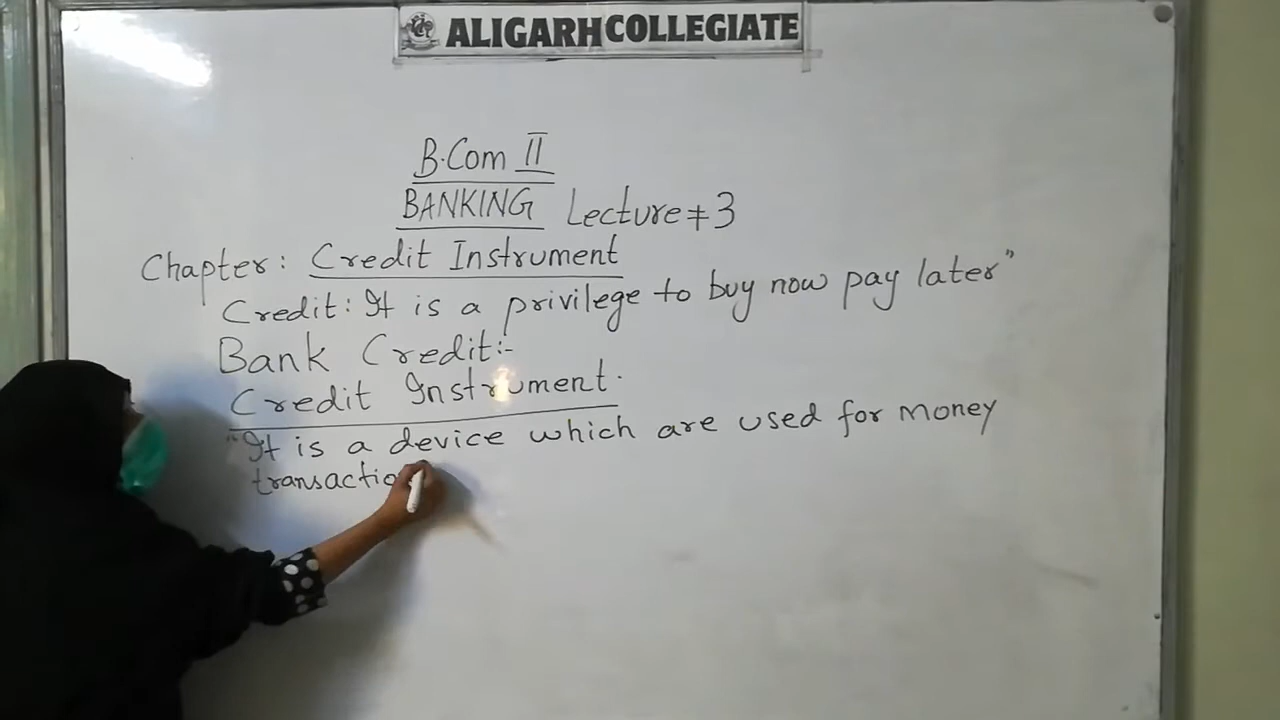 ALIGARH COLLEGIATE
B.Com II
BANKING Lecture # 3
Chapter: Credit Instrument
Credit: It is a privilege to buy now pay later"
Bank Credit:-
Credit Instrument.
"It is a device which are used for money
transactio